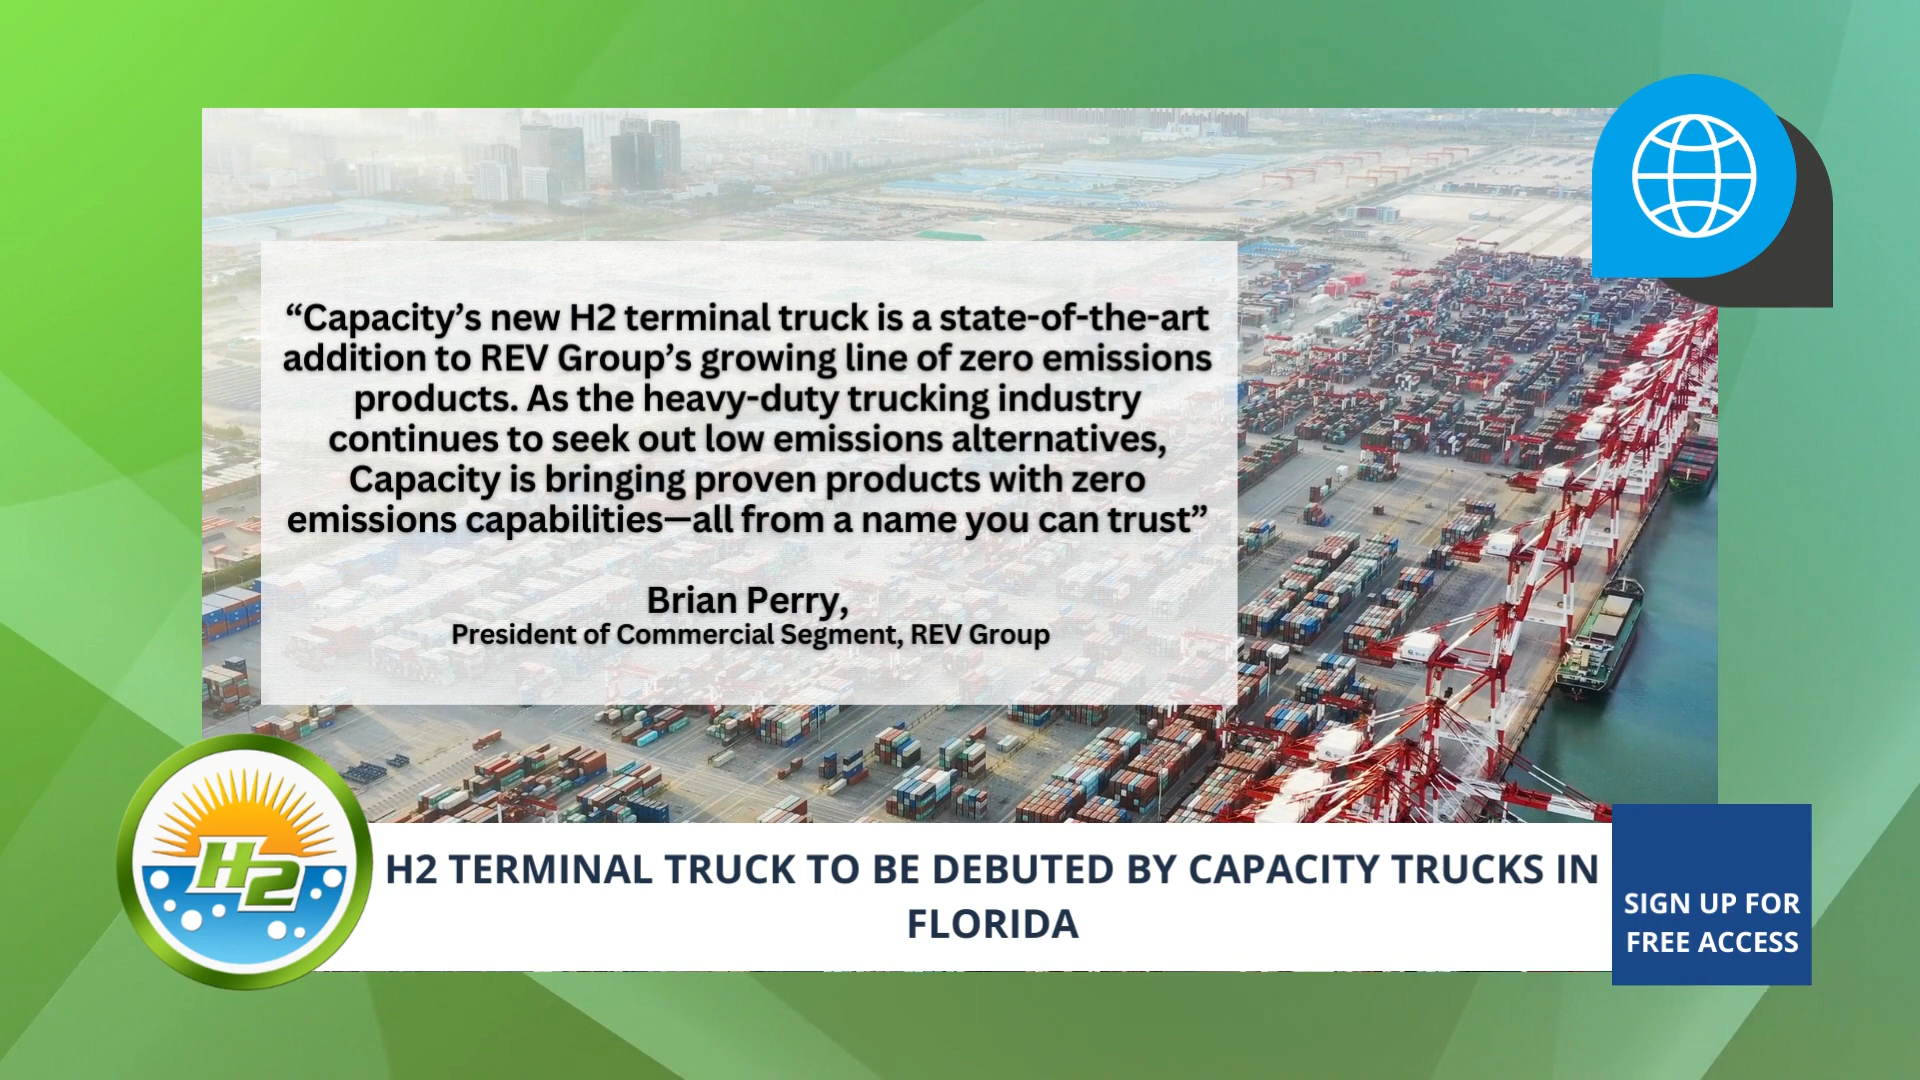 “Capacity’s new H2 terminal truck is a state-of-the-art
addition to REV Group’s growing line of zero emissions
products. As the heavy-duty trucking industry
continues to seek out low emissions alternatives,
Capacity is bringing proven products with zero
emissions capabilities—all from a name you can trust”
Brian Perry,
President of Commercial Segment, REV Group
H2
H2 TERMINAL TRUCK TO BE DEBUTED BY CAPACITY TRUCKS IN
FLORIDA
SIGN UP FOR
FREE ACCESS